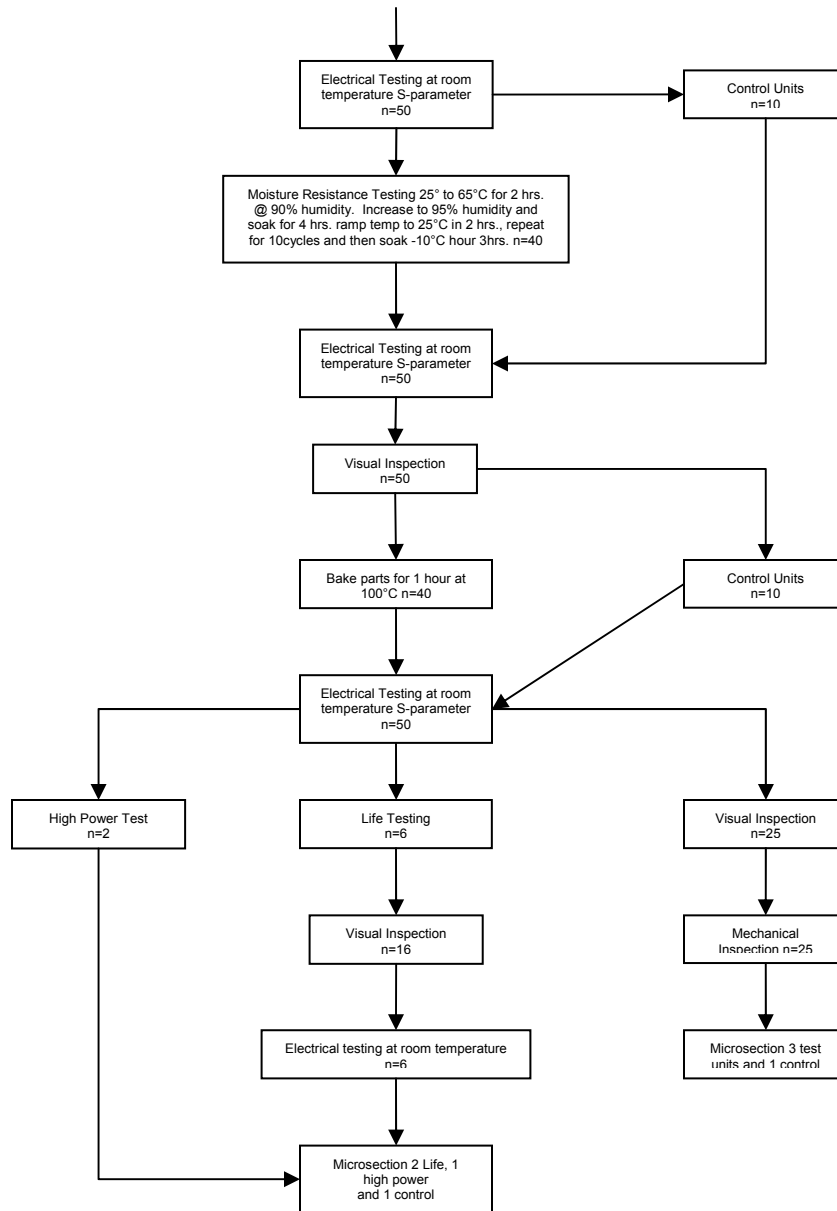 Electrical Testing at room
temperature S-parameter
n=50
Control Units
n=10
Moisture Resistance Testing 25° to 65°C for 2 hrs.
@ 90% humidity.  Increase to 95% humidity and
soak for 4 hrs. ramp temp to 25°C in 2 hrs., repeat
for 10cycles and then soak -10°C hour 3hrs. n=40
Electrical Testing at room
temperature S-parameter
n=50
Visual Inspection
n=50
Bake parts for 1 hour at
100°C n=40
Control Units
n=10
Electrical Testing at room
temperature S-parameter
n=50
High Power Test
n=2
Life Testing
n=6
Visual Inspection
n=25
Visual Inspection
n=16
Mechanical
Inspection n=25
Electrical testing at room temperature
n=6
Microsection 3 test
units and 1 control
Microsection 2 Life, 1
high power
and 1 control